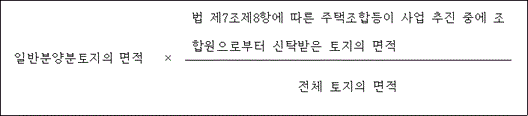 법 제7조제8항에 따른 주택조합등이 사업 추진 중에 조
합원으로부터 신탁받은 토지의 면적
일반분양분토지의 면적 ×
전체 토지의 면적